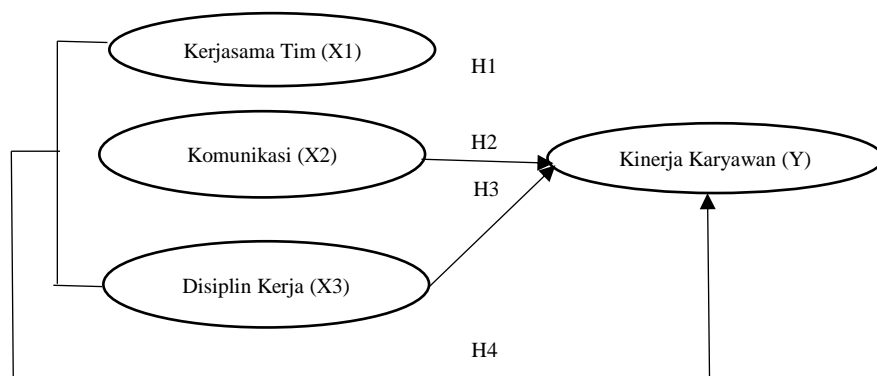 Kerjasama Tim (X1)
H1
Komunikasi (X2)
H2
Kinerja Karyawan (Y)
H3
Disiplin Kerja (X3)
H4